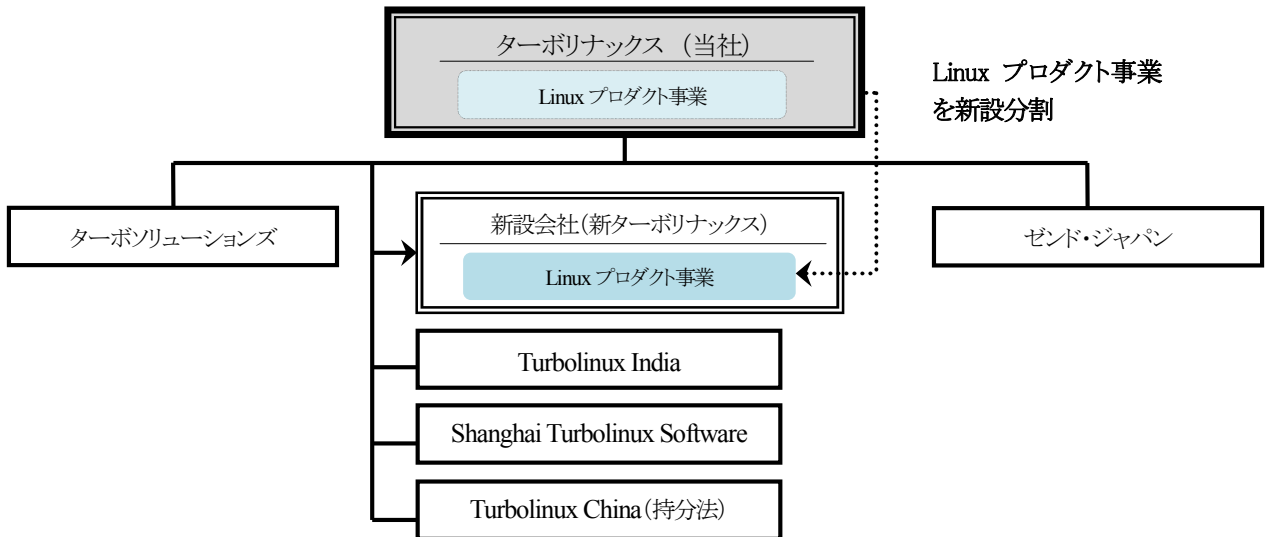 ターボリナックス (当社)
Linux プロダクト事業
Linux プロダクト事業
を新設分割
ターボソリューションズ
新設会社(新ターボリナックス)
Linux プロダクト事業
ゼンド・ジャパン
Turbolinux India
Shanghai Turbolinux Software
Turbolinux China(持分法)